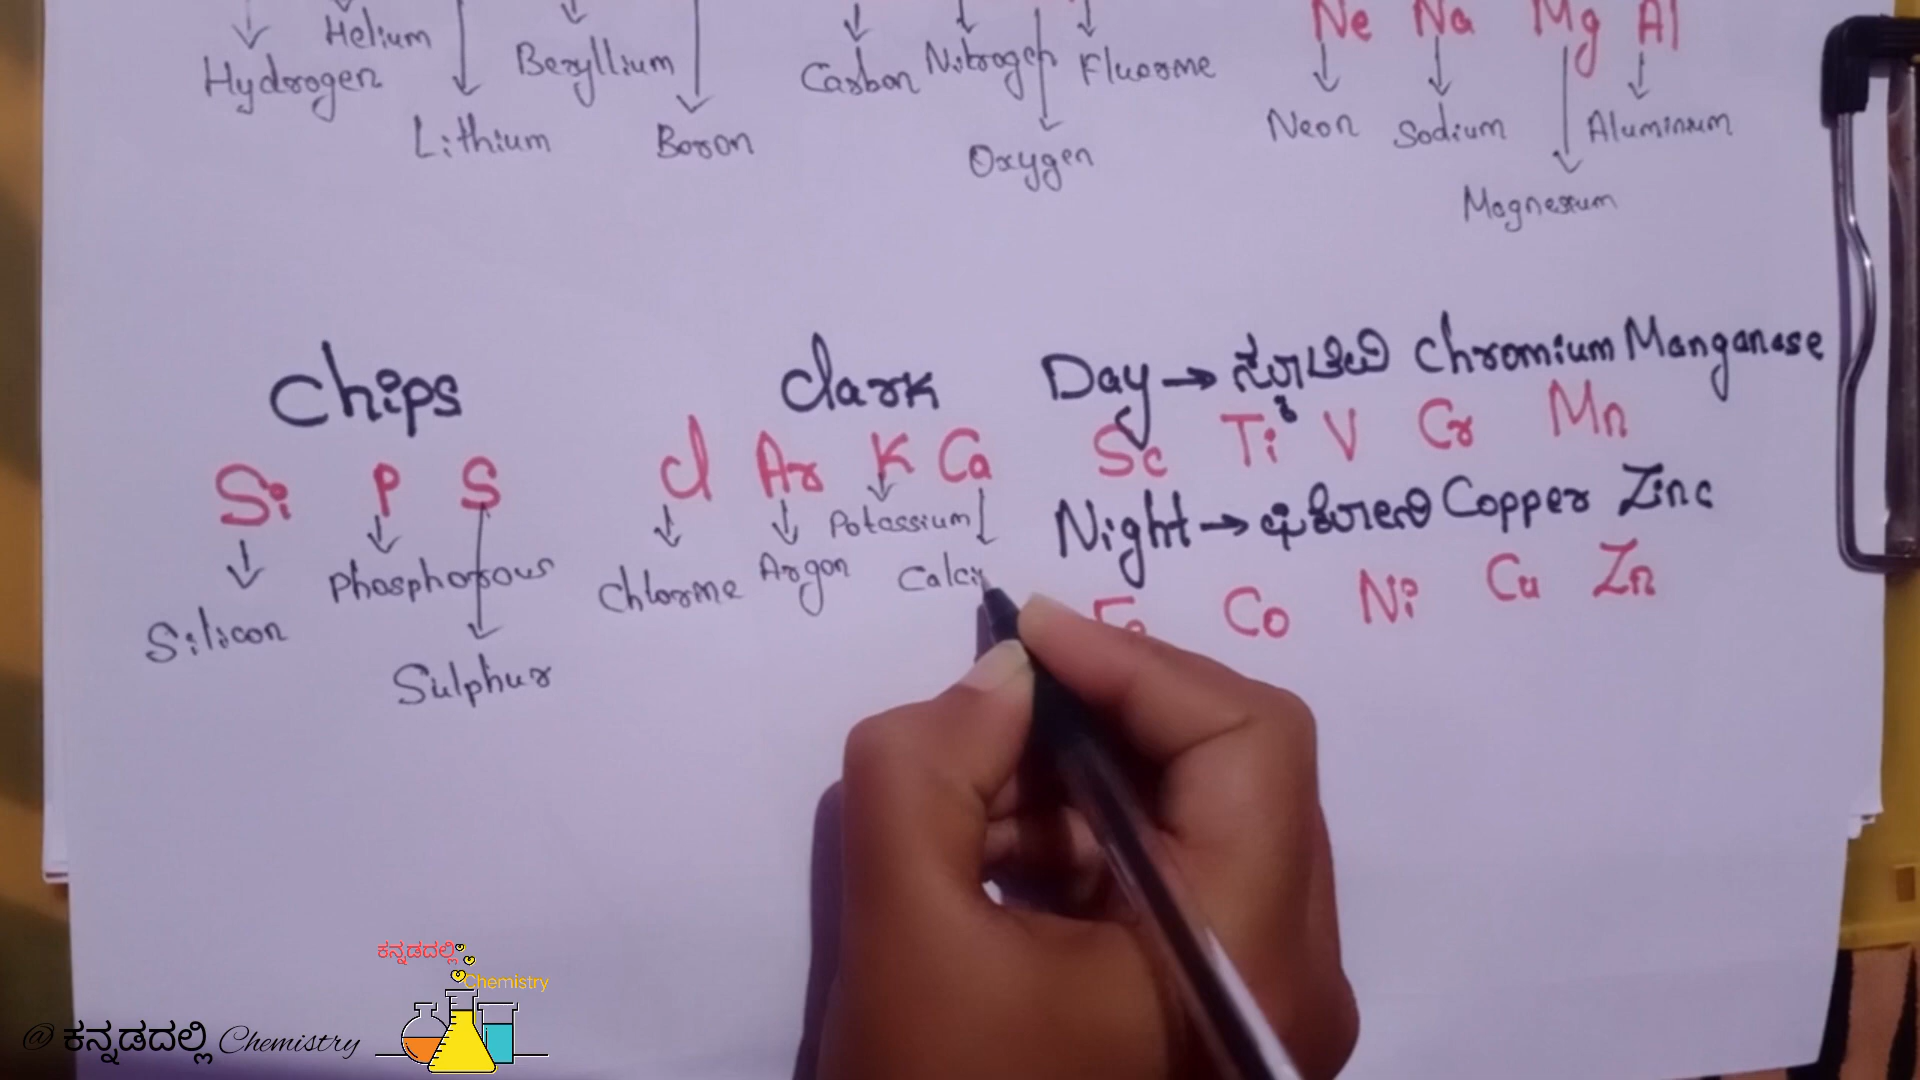 Ne Na Mg Al
Helium Beryllium
Hydrogen Carbon Nitrogen Fluorine
Lithium Boron Oxygen
Neon Sodium Aluminium
Magnesium
Chips Clark Day → Chromium Manganase
Si P S Cl Ar K Ca Sc Ti V Cr Mn
Night → Copper Zinc
Co Ni Cu Zn
Silicon Phosphorous Sulphur
Chlorine Argon Potassium Calci
ಕನ್ನಡದಲ್ಲಿ
Chemistry
@ ಕನ್ನಡದಲ್ಲಿ Chemistry